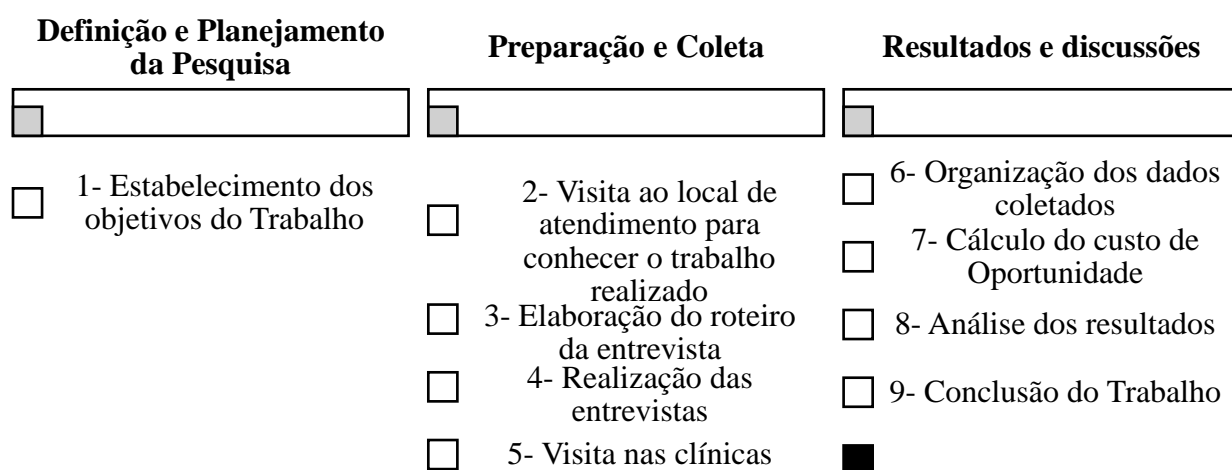 Definição e Planejamento
da Pesquisa
1- Estabelecimento dos
objetivos do Trabalho
Preparação e Coleta
2- Visita ao local de
atendimento para
conhecer o trabalho
realizado
3- Elaboração do roteiro
da entrevista
4- Realização das
entrevistas
5- Visita nas clínicas
Resultados e discussões
6- Organização dos dados
coletados
7- Cálculo do custo de
Oportunidade
8- Análise dos resultados
9- Conclusão do Trabalho